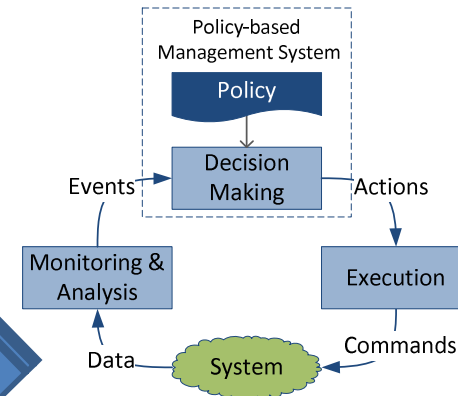 Policy-based
Management System
Policy
Decision
Making
Events
Actions
Monitoring &
Analysis
Execution
Data
System
Commands